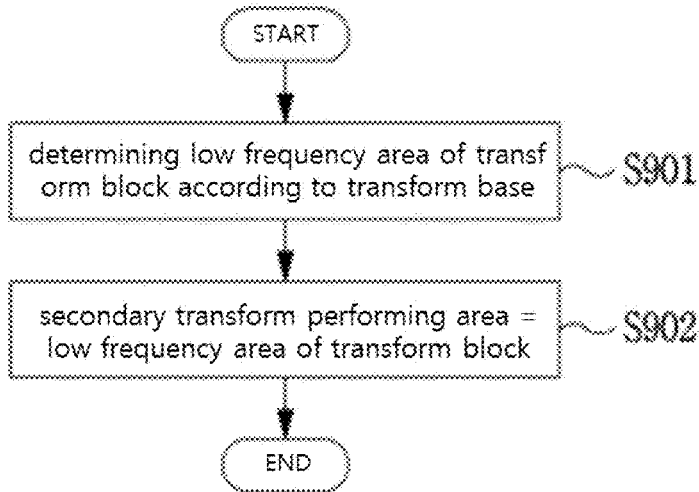 START
determining low frequency area of transf
orm block according to transform base
S901
secondary transform performing area =
low frequency area of transform block
S902
END